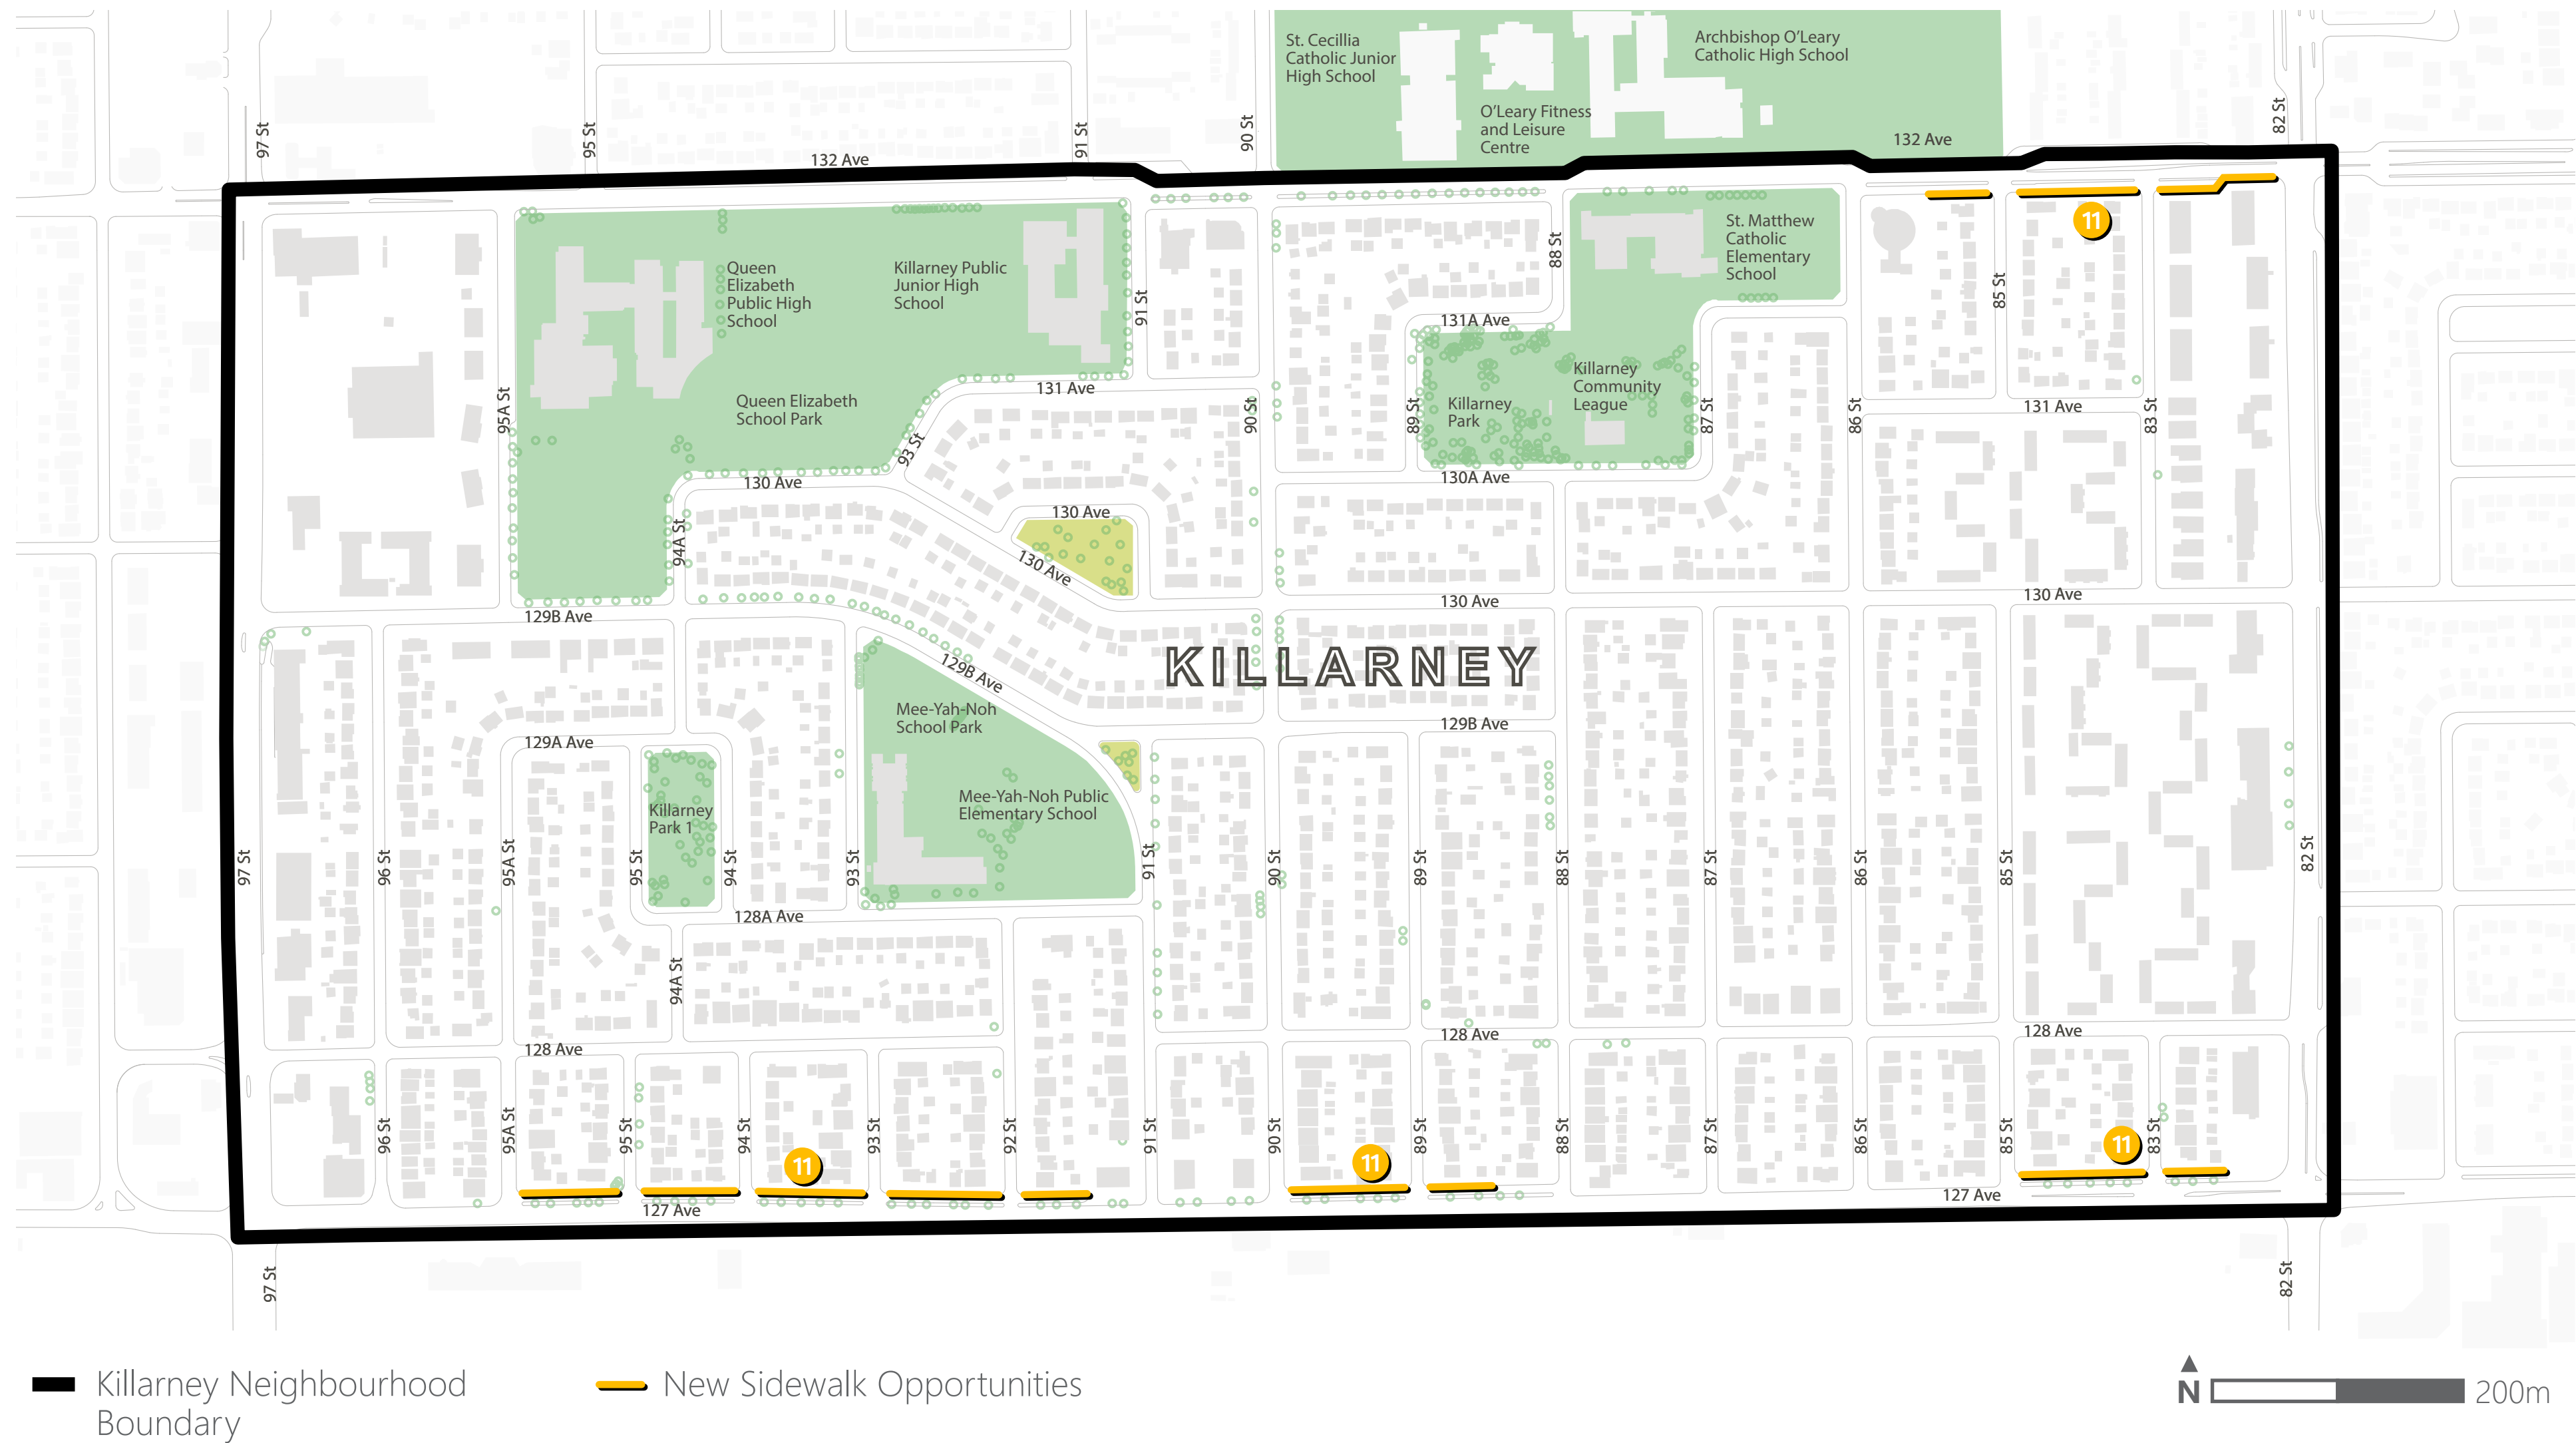 St. Cecillia
Catholic Junior
High School
Archbishop O'Leary
Catholic High School
O'Leary Fitness
and Leisure
Centre
97 St
95 St
91 St
90 St
82 St
132 Ave
132 Ave
11
Queen
Elizabeth
Public High
School
Killarney Public
Junior High
School
St. Matthew
Catholic
Elementary
School
88 St
85 St
91 St
131A Ave
Queen Elizabeth
School Park
131 Ave
Killarney
Community
League
Killarney
Park
95A St
93 St
90 St
89 St
87 St
86 St
131 Ave
83 St
130 Ave
130A Ave
130 Ave
94A St
130 Ave
129B Ave
130 Ave
130 Ave
KILLARNEY
129B Ave
Mee-Yah-Noh
School Park
129B Ave
129A Ave
Killarney
Park 1
Mee-Yah-Noh Public
Elementary School
97 St
96 St
95A St
95 St
94 St
93 St
91 St
90 St
89 St
88 St
87 St
86 St
85 St
82 St
128A Ave
94A St
128 Ave
128 Ave
128 Ave
96 St
95A St
95 St
94 St
93 St
92 St
91 St
90 St
89 St
88 St
87 St
86 St
85 St
83 St
11
11
11
127 Ave
127 Ave
97 St
82 St
Killarney Neighbourhood
Boundary
New Sidewalk Opportunities
N
200m